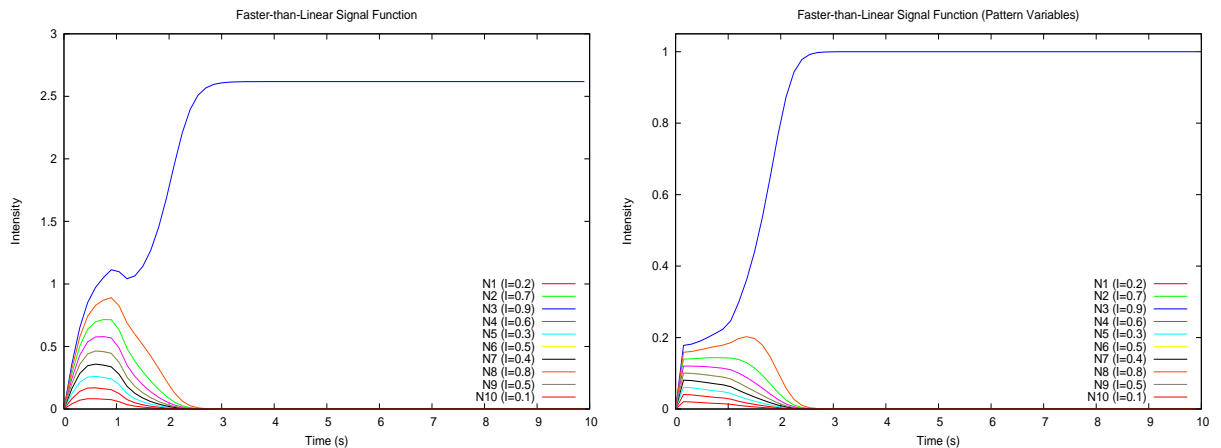 Faster-than-Linear Signal Function
3
2.5
2
1.5
1
0.5
0
Intensity
N1 (I=0.2)
N2 (I=0.7)
N3 (I=0.9)
N4 (I=0.6)
N5 (I=0.3)
N6 (I=0.5)
N7 (I=0.4)
N8 (I=0.8)
N9 (I=0.5)
N10 (I=0.1)
0 1 2 3 4 5 6 7 8 9 10
Time (s)
Faster-than-Linear Signal Function (Pattern Variables)
1
0.8
0.6
0.4
0.2
0
Intensity
N1 (I=0.2)
N2 (I=0.7)
N3 (I=0.9)
N4 (I=0.6)
N5 (I=0.3)
N6 (I=0.5)
N7 (I=0.4)
N8 (I=0.8)
N9 (I=0.5)
N10 (I=0.1)
0 1 2 3 4 5 6 7 8 9 10
Time (s)